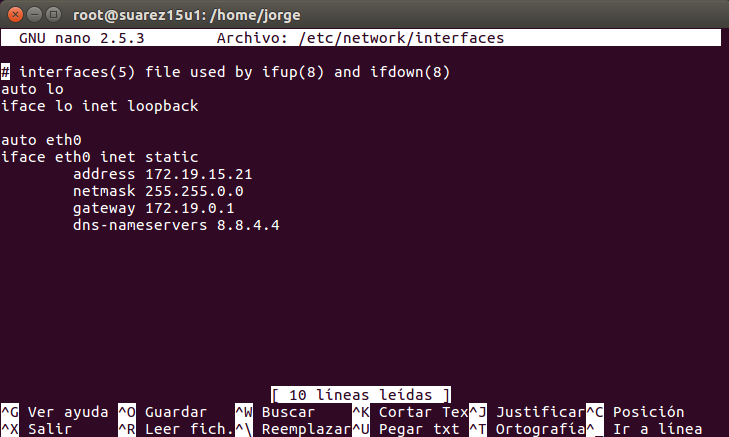 root@suarez15u1: /home/jorge
GNU nano 2.5.3 Archivo: /etc/network/interfaces
# interfaces(5) file used by ifup(8) and ifdown(8)
auto lo
iface lo inet loopback
auto eth0
iface eth0 inet static
address 172.19.15.21
netmask 255.255.0.0
gateway 172.19.0.1
dns-nameservers 8.8.4.4
[ 10 líneas leídas ]
^G Ver ayuda ^O Guardar ^W Buscar ^K Cortar Tex^J Justificar^C Posición
^X Salir ^R Leer fich.^\ Reemplazar^U Pegar txt ^T Ortografía^_ Ir a línea